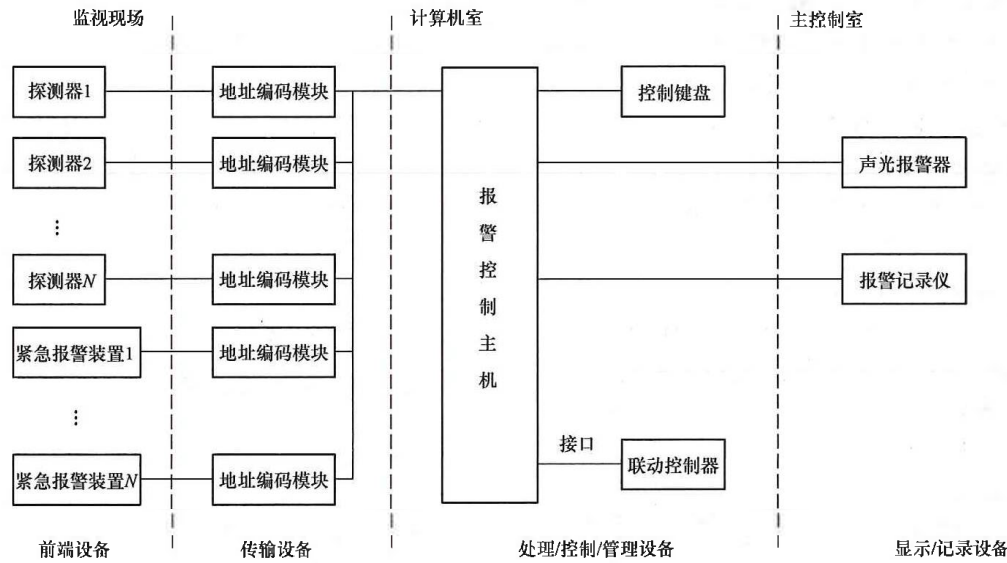 监视现场 计算机室 主控制室
探测器1 地址编码模块 控制键盘
探测器2 地址编码模块 声光报警器
报警控制主机
探测器N 地址编码模块 报警记录仪
紧急报警装置1 地址编码模块
接口
紧急报警装置N 地址编码模块 联动控制器
前端设备 传输设备 处理/控制/管理设备 显示/记录设备